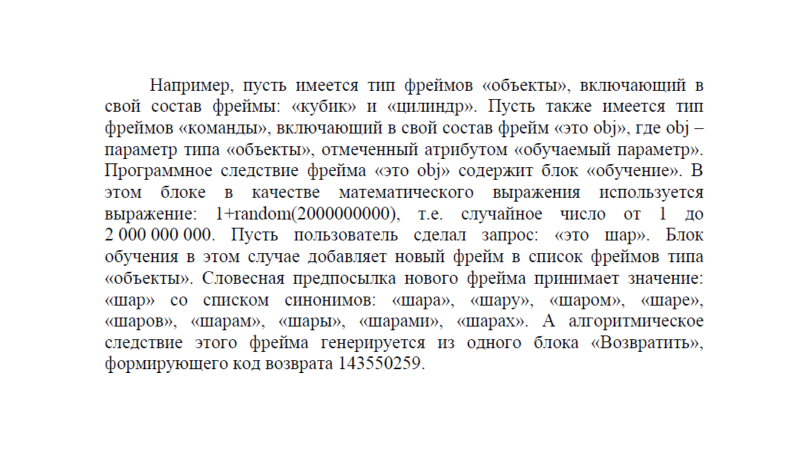 Например, пусть имеется тип фреймов «объекты», включающий в
свой состав фреймы: «кубик» и «цилиндр». Пусть также имеется тип
фреймов «команды», включающий в свой состав фрейм «это obj», где obj –
параметр типа «объекты», отмеченный атрибутом «обучаемый параметр».
Программное следствие фрейма «это obj» содержит блок «обучение». В
этом блоке в качестве математического выражения используется
выражение: 1+random(2000000000), т.е. случайное число от 1 до
2 000 000 000. Пусть пользователь сделал запрос: «это шар». Блок
обучения в этом случае добавляет новый фрейм в список фреймов типа
«объекты». Словесная предпосылка нового фрейма принимает значение:
«шар» со списком синонимов: «шара», «шару», «шаром», «шаре»,
«шаров», «шарам», «шары», «шарами», «шарах». А алгоритмическое
следствие этого фрейма генерируется из одного блока «Возвратить»,
формирующего код возврата 143550259.